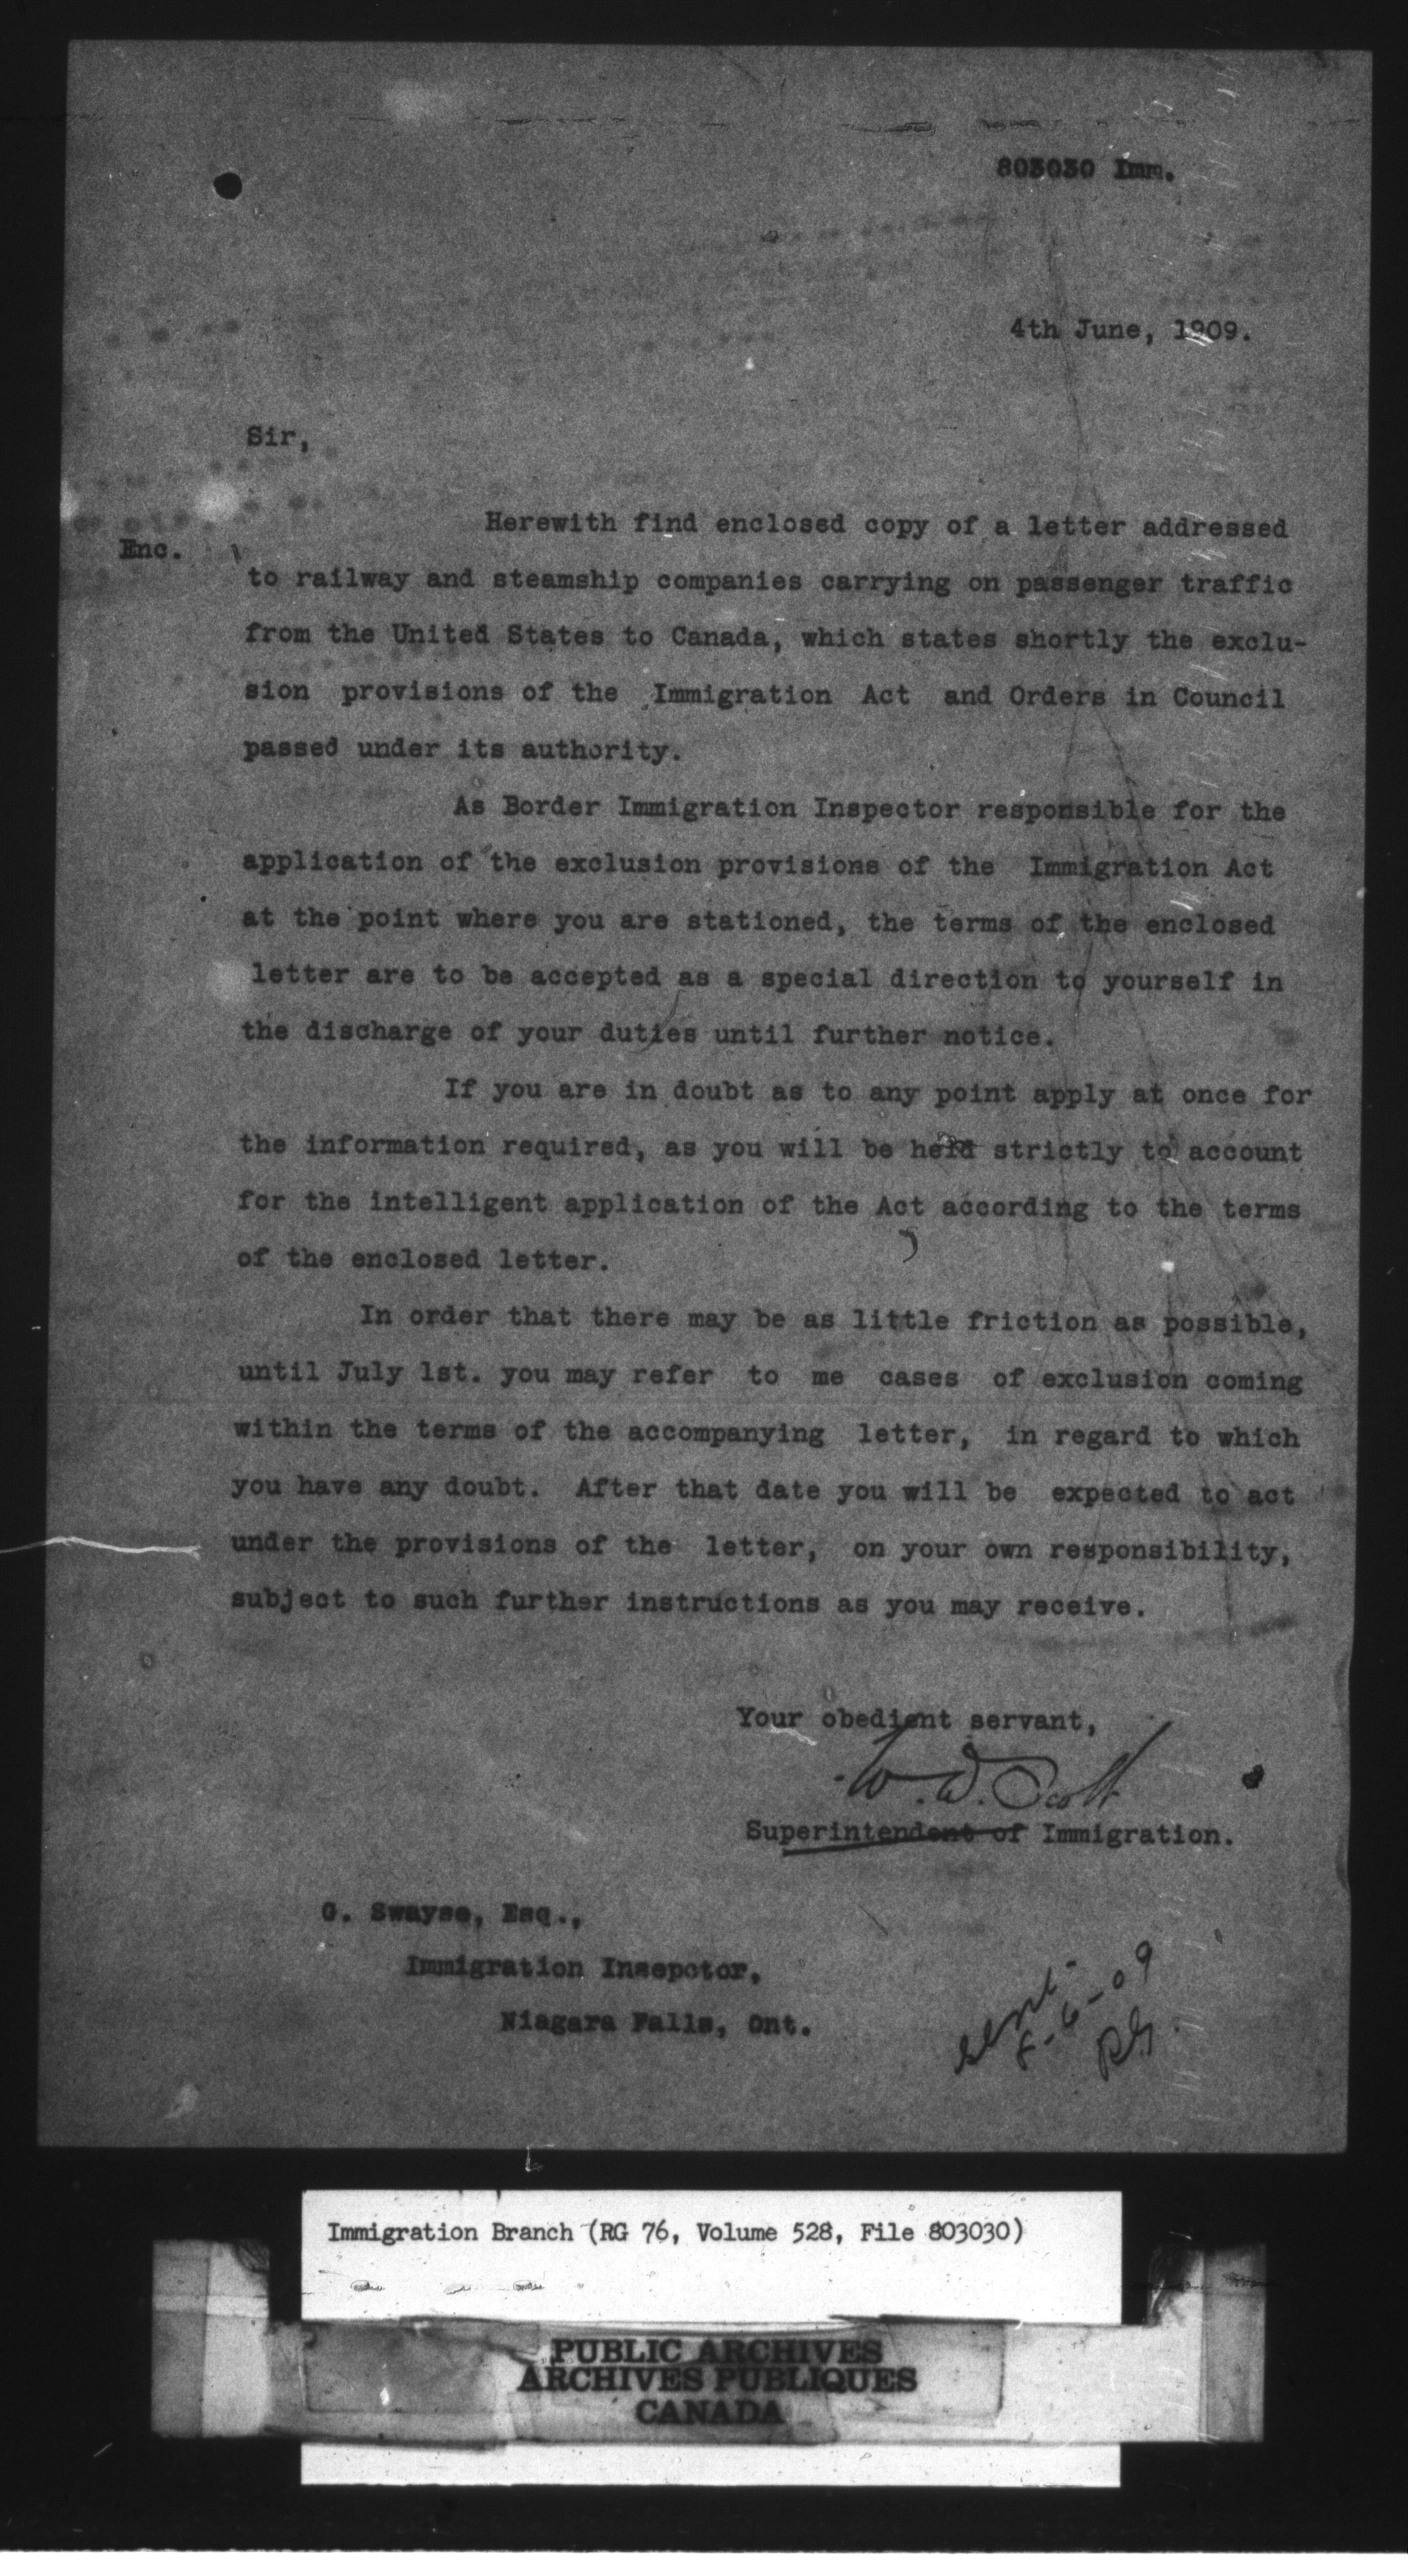 803030 Imm.
4th June, 1909.
Sir,
Herewith find enclosed copy of a letter addressed
Enc.
to railway and steamship companies carrying on passenger traffic
from the United States to Canada, which states shortly the exclu-
sion provisions of the Immigration Act and Orders in Council
passed under its authority.
As Border Immigration Inspector responsible for the
application of the exclusion provisions of the Immigration Act
at the point where you are stationed, the terms of the enclosed
letter are to be accepted as a special direction to yourself in
the discharge of your duties until further notice.
If you are in doubt as to any point apply at once for
the information required, as you will be held strictly to account
for the intelligent application of the Act according to the terms
of the enclosed letter.
In order that there may be as little friction as possible,
until July 1st. you may refer to me cases of exclusion coming
within the terms of the accompanying letter, in regard to which
you have any doubt. After that date you will be expected to act
under the provisions of the letter, on your own responsibility,
subject to such further instructions as you may receive.
Your obedient servant,
W. D. Scott
Superintendent of Immigration.
G. Swayse, Esq.,
Immigration Insepctor,
Niagara Falls, Ont.
sent
8-6-09
RG.
Immigration Branch (RG 76, Volume 528, File 803030)
PUBLIC ARCHIVES
ARCHIVES PUBLIQUES
CANADA